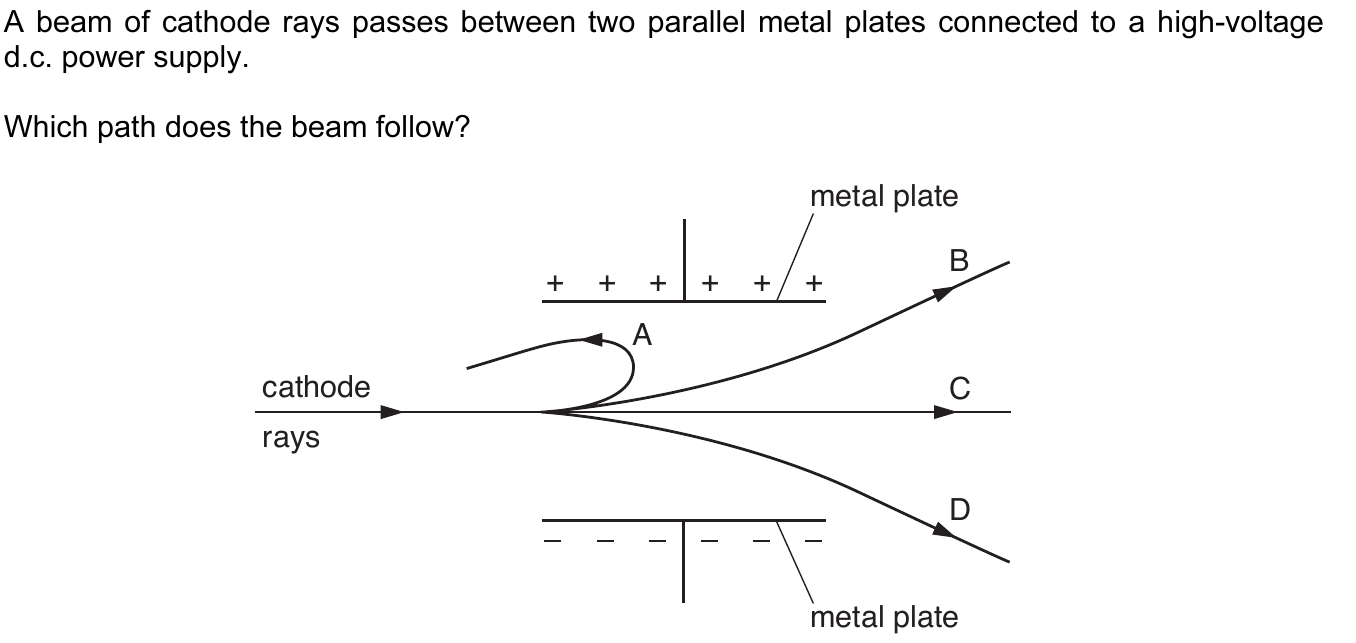 A beam of cathode rays passes between two parallel metal plates connected to a high-voltage
d.c. power supply.
Which path does the beam follow?
metal plate
B
+ + + + + +
A
cathode
C
rays
D
– – – – – –
metal plate